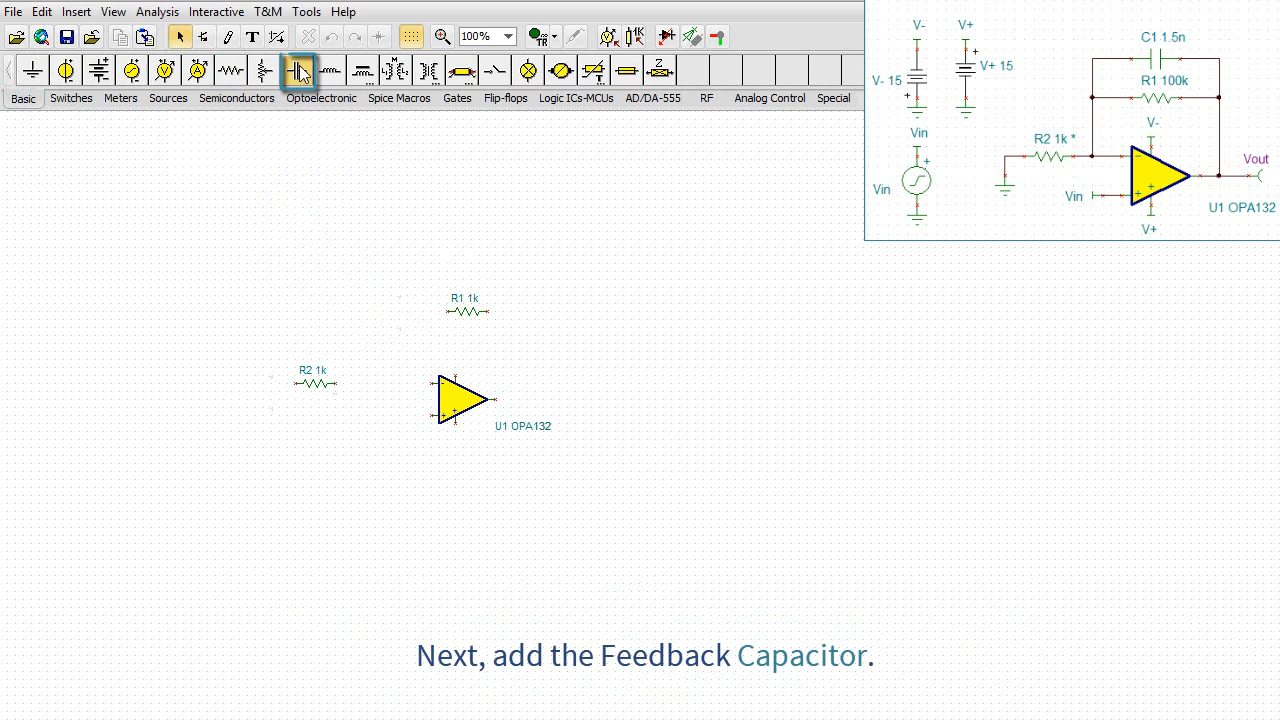 File Edit Insert View Analysis Interactive T&M Tools Help
T TR 1K
100%
Basic Switches Meters Sources Semiconductors Optoelectronic Spice Macros Gates Flip-flops Logic ICs-MCUs AD/DA-555 RF Analog Control Special
V- V+
C1 1.5n
V- 15 V+ 15
R1 100k
V-
Vin
R2 1k *
Vout
Vin
Vin
U1 OPA132
V+
R1 1k
R2 1k
U1 OPA132
Next, add the Feedback Capacitor.